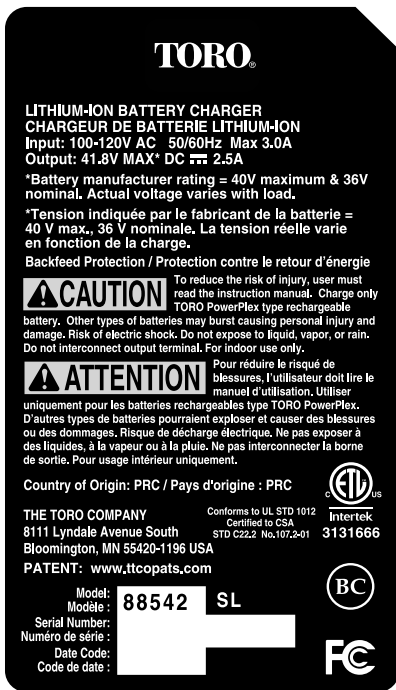 TORO®
LITHIUM-ION BATTERY CHARGER
CHARGEUR DE BATTERIE LITHIUM-ION
Input: 100-120V AC 50/60Hz Max 3.0A
Output: 41.8V MAX* DC ⎓ 2.5A
*Battery manufacturer rating = 40V maximum & 36V
nominal. Actual voltage varies with load.
*Tension indiquée par le fabricant de la batterie =
40 V max., 36 V nominale. La tension réelle varie
en fonction de la charge.
Backfeed Protection / Protection contre le retour d'énergie
CAUTION
To reduce the risk of injury, user must
read the instruction manual. Charge only
TORO PowerPlex type rechargeable
battery. Other types of batteries may burst causing personal injury and
damage. Risk of electric shock. Do not expose to liquid, vapor, or rain.
Do not interconnect output terminal. For indoor use only.
ATTENTION
Pour réduire le risqué de
blessures, l'utilisateur doit lire le
manuel d'utilisation. Utiliser
uniquement pour les batteries rechargeables type TORO PowerPlex.
D'autres types de batteries pourraient exploser et causer des blessures
ou des dommages. Risque de décharge électrique. Ne pas exposer à
des liquides, à la vapeur ou à la pluie. Ne pas interconnecter la borne
de sortie. Pour usage intérieur uniquement.
Country of Origin: PRC / Pays d'origine : PRC
THE TORO COMPANY
8111 Lyndale Avenue South
Bloomington, MN 55420-1196 USA
Conforms to UL STD 1012
Certified to CSA
STD C22.2 No.107.2-01
C ETL US
Intertek
3131666
PATENT: www.ttcopats.com
BC
Model:
Modèle :
88542 SL
Serial Number:
Numéro de série :
Date Code:
Code de date :
FC